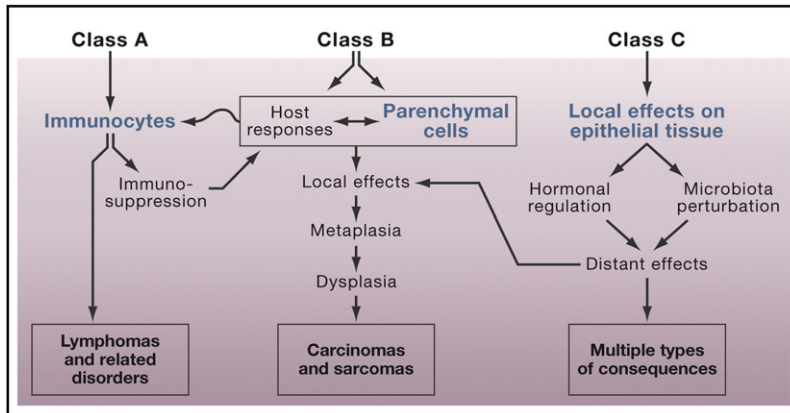 Class A
Class B
Class C
Immunocytes
Host
responses
Parenchymal
cells
Local effects on
epithelial tissue
Immuno-
suppression
Local effects
Hormonal
regulation
Microbiota
perturbation
Metaplasia
Distant effects
Dysplasia
Lymphomas
and related
disorders
Carcinomas
and sarcomas
Multiple types
of consequences